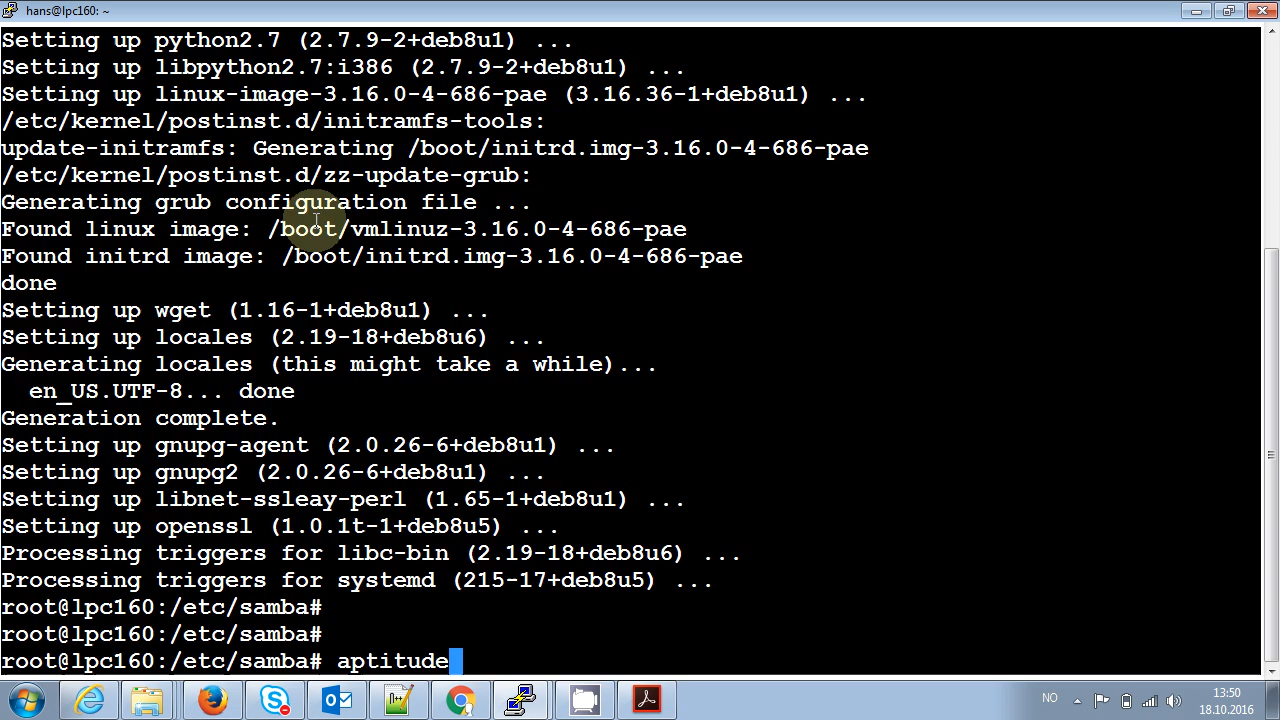 hans@lpc160: ~
Setting up python2.7 (2.7.9-2+deb8u1) ...
Setting up libpython2.7:i386 (2.7.9-2+deb8u1) ...
Setting up linux-image-3.16.0-4-686-pae (3.16.36-1+deb8u1) ...
/etc/kernel/postinst.d/initramfs-tools:
update-initramfs: Generating /boot/initrd.img-3.16.0-4-686-pae
/etc/kernel/postinst.d/zz-update-grub:
Generating grub configuration file ...
Found linux image: /boot/vmlinuz-3.16.0-4-686-pae
Found initrd image: /boot/initrd.img-3.16.0-4-686-pae
done
Setting up wget (1.16-1+deb8u1) ...
Setting up locales (2.19-18+deb8u6) ...
Generating locales (this might take a while)...
  en_US.UTF-8... done
Generation complete.
Setting up gnupg-agent (2.0.26-6+deb8u1) ...
Setting up gnupg2 (2.0.26-6+deb8u1) ...
Setting up libnet-ssleay-perl (1.65-1+deb8u1) ...
Setting up openssl (1.0.1t-1+deb8u5) ...
Processing triggers for libc-bin (2.19-18+deb8u6) ...
Processing triggers for systemd (215-17+deb8u5) ...
root@lpc160:/etc/samba#
root@lpc160:/etc/samba#
root@lpc160:/etc/samba# aptitude
NO
13:50
18.10.2016